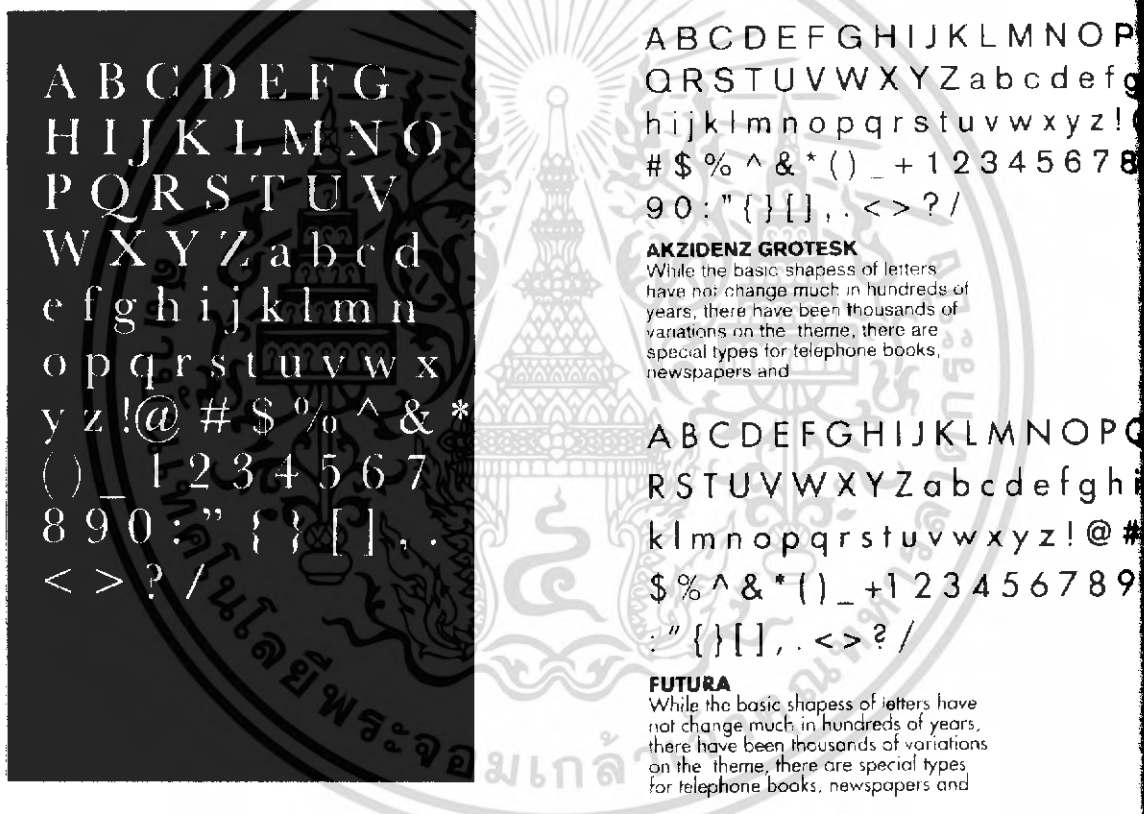 A B C D E F G
H I J K L M N O
P Q R S T U V
W X Y Z a b c d
e f g h i j k l m n
o p q r s t u v w x
y z !@ # $ % ^ & *
() _ 1 2 3 4 5 6 7
8 9 0 : ” { } [ ] , .
< > ? /
A B C D E F G H I J K L M N O P
Q R S T U V W X Y Z a b c d e f g
h i j k l m n o p q r s t u v w x y z !
# $ % ^ & * () _ + 1 2 3 4 5 6 7 8
9 0 : " { } [ ] , . < > ? /
AKZIDENZ GROTESK
While the basic shapess of letters
have not change much in hundreds of
years, there have been thousands of
variations on the theme, there are
special types for telephone books,
newspapers and
A B C D E F G H I J K L M N O P Q
R S T U V W X Y Z a b c d e f g h i
k l m n o p q r s t u v w x y z ! @ #
$ % ^ & * () _ +1 2 3 4 5 6 7 8 9
: " { } [ ] , . < > ? /
FUTURA
While the basic shapess of letters have
not change much in hundreds of years,
there have been thousands of variations
on the theme, there are special types
for telephone books, newspapers and